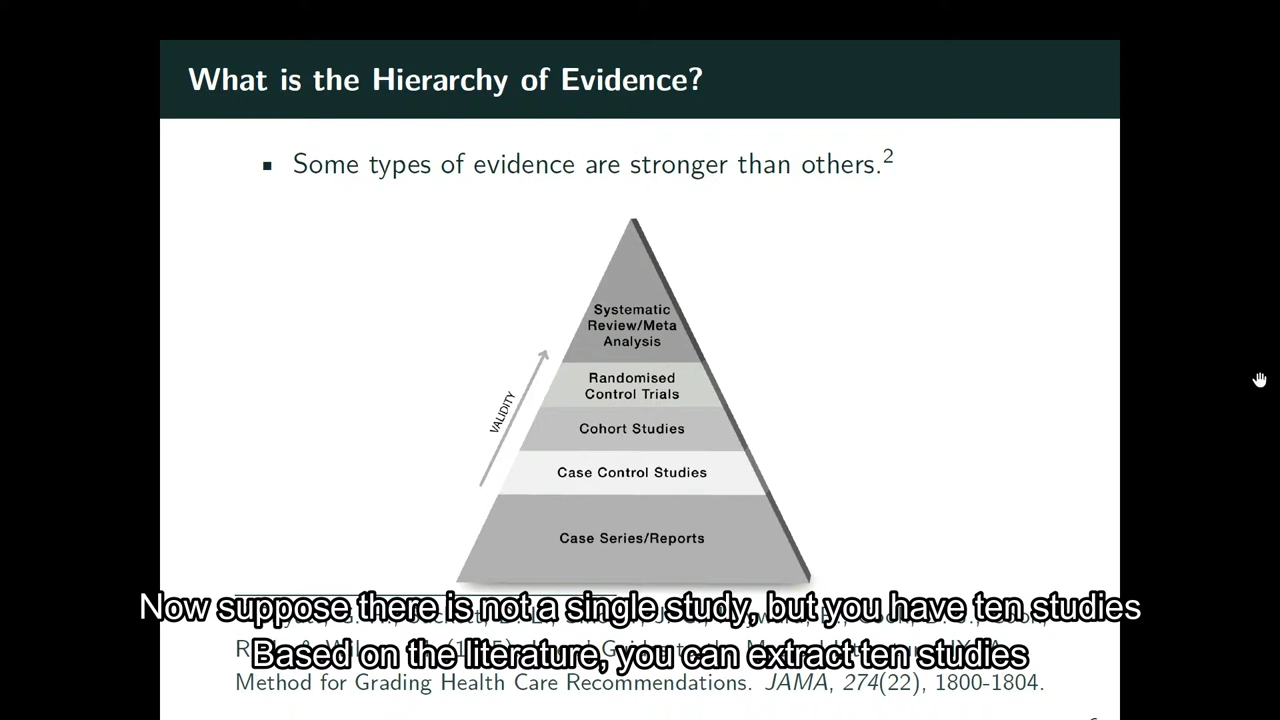 What is the Hierarchy of Evidence?
▪ Some types of evidence are stronger than others.2
Systematic
Review/Meta
Analysis
Randomised
Control Trials
VALIDITY
Cohort Studies
Case Control Studies
Case Series/Reports
Now suppose there is not a single study, but you have ten studies
Based on the literature, you can extract ten studies
Method for Grading Health Care Recommendations. JAMA, 274(22), 1800-1804.